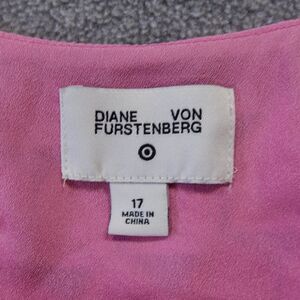 DIANE VON
FURSTENBERG
17
MADE IN
CHINA